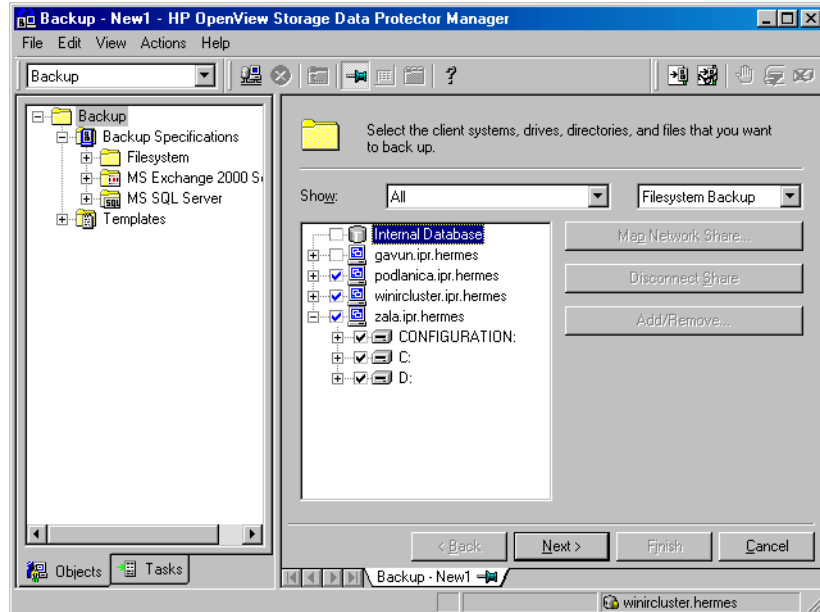 Backup - New1 - HP OpenView Storage Data Protector Manager
File Edit View Actions Help
Backup
?
Backup
Backup Specifications
Filesystem
MS Exchange 2000 S
MS SQL Server
Templates
Select the client systems, drives, directories, and files that you want
to back up.
Show: All Filesystem Backup
Internal Database
gavun.ipr.hermes
podlanica.ipr.hermes
winircluster.ipr.hermes
zala.ipr.hermes
CONFIGURATION:
C:
D:
Map Network Share...
Disconnect Share
Add/Remove...
< Back Next > Finish Cancel
Objects Tasks
Backup - New1
winircluster.hermes